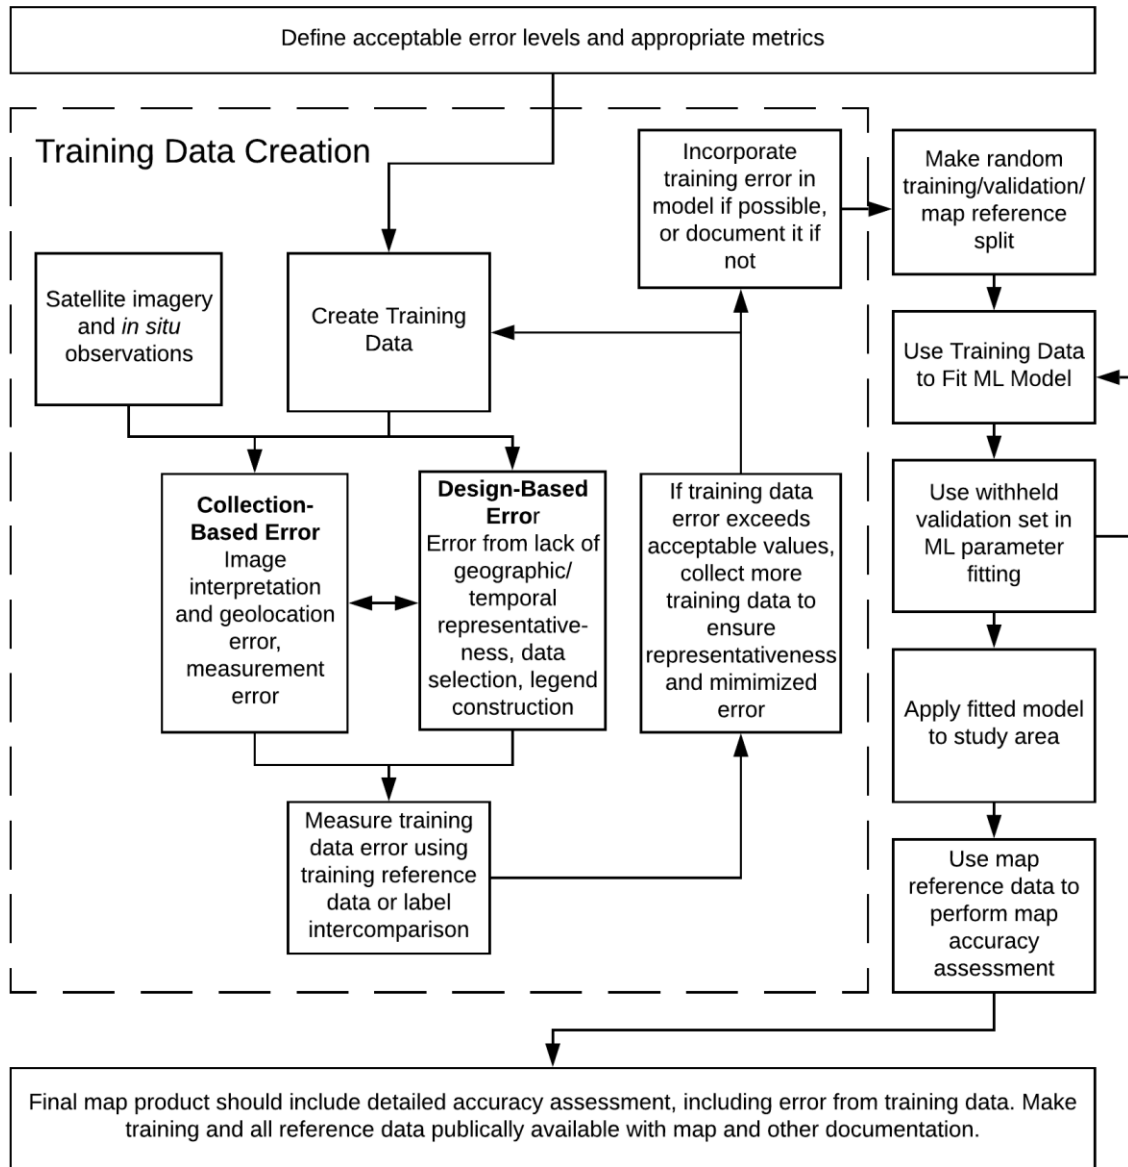 Define acceptable error levels and appropriate metrics
Training Data Creation
Satellite imagery
and in situ
observations
Create Training
Data
Incorporate
training error in
model if possible,
or document it if
not
Make random
training/validation/
map reference
split
Use Training Data
to Fit ML Model
Collection-
Based Error
Image
interpretation
and geolocation
error,
measurement
error
Design-Based
Error
Error from lack of
geographic/
temporal
representative-
ness, data
selection, legend
construction
If training data
error exceeds
acceptable values,
collect more
training data to
ensure
representativeness
and mimimized
error
Use withheld
validation set in
ML parameter
fitting
Apply fitted model
to study area
Measure training
data error using
training reference
data or label
intercomparison
Use map
reference data to
perform map
accuracy
assessment
Final map product should include detailed accuracy assessment, including error from training data. Make
training and all reference data publically available with map and other documentation.